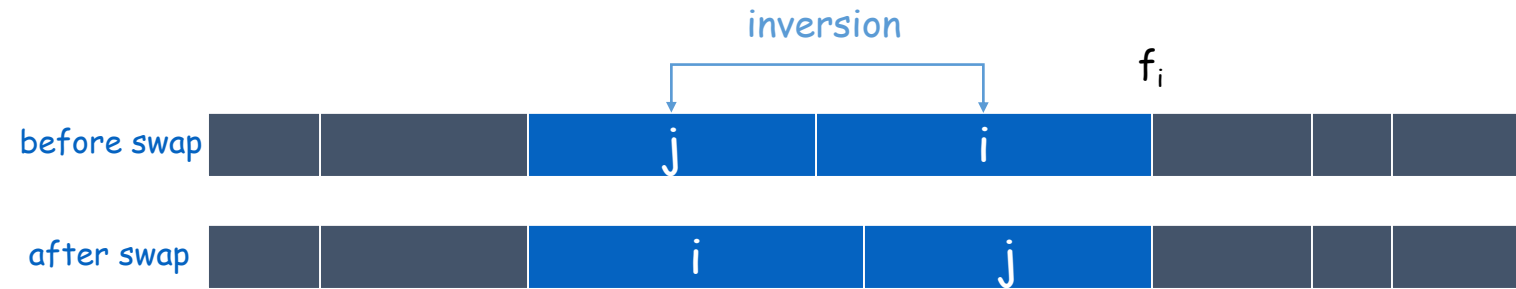 inversion
fᵢ
before swap j i
after swap i j